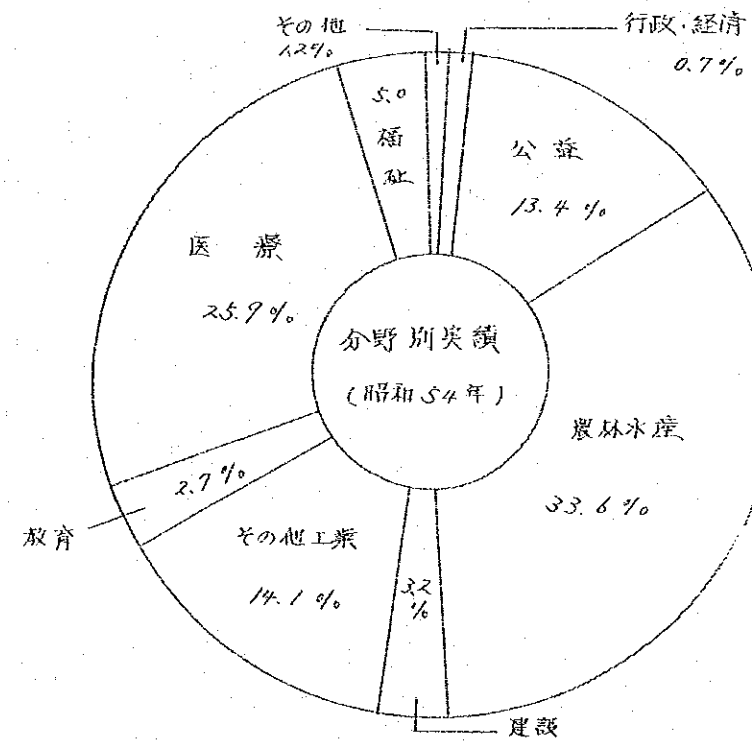 その他
1.2%
行政・経済
0.7%
5.0
福
祉
公益
13.4%
医療
25.9%
分野別実績
(昭和54年)
農林水産
33.6%
2.7%
教育
その他工業
14.1%
3.2
%
建設